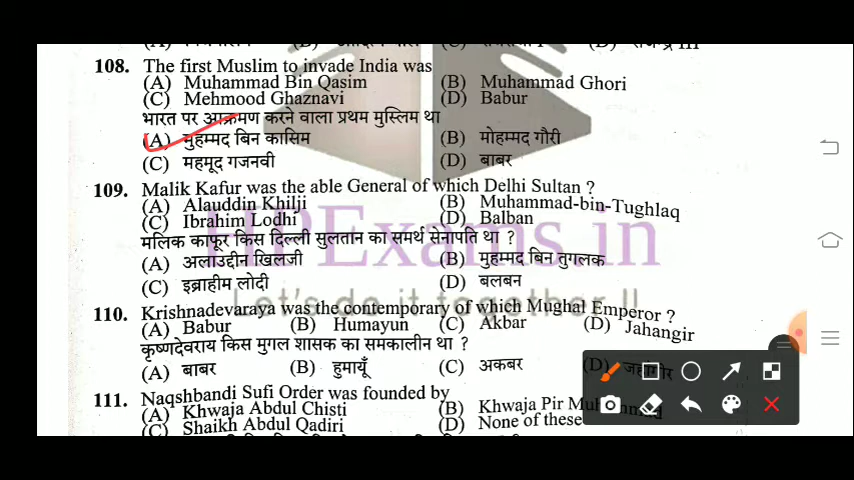 108. The first Muslim to invade India was
(A) Muhammad Bin Qasim (B) Muhammad Ghori
(C) Mehmood Ghaznavi (D) Babur
भारत पर आक्रमण करने वाला प्रथम मुस्लिम था
(A) मुहम्मद बिन कासिम (B) मोहम्मद गौरी
(C) महमूद गजनवी (D) बाबर
109. Malik Kafur was the able General of which Delhi Sultan ?
(A) Alauddin Khilji (B) Muhammad-bin-Tughlaq
(C) Ibrahim Lodhi (D) Balban
मलिक काफूर किस दिल्ली सुलतान का समर्थ सेनापति था ?
(A) अलाउद्दीन खिलजी (B) मुहम्मद बिन तुगलक
(C) इब्राहीम लोदी (D) बलबन
110. Krishnadevaraya was the contemporary of which Mughal Emperor ?
(A) Babur (B) Humayun (C) Akbar (D) Jahangir
कृष्णदेवराय किस मुगल शासक का समकालीन था ?
(A) बाबर (B) हुमायूँ (C) अकबर (D) जहांगीर
111. Naqshbandi Sufi Order was founded by
(A) Khwaja Abdul Chisti (B) Khwaja Pir Muhammad
(C) Shaikh Abdul Qadiri (D) None of these
HPExams.in
Let's do it together !!